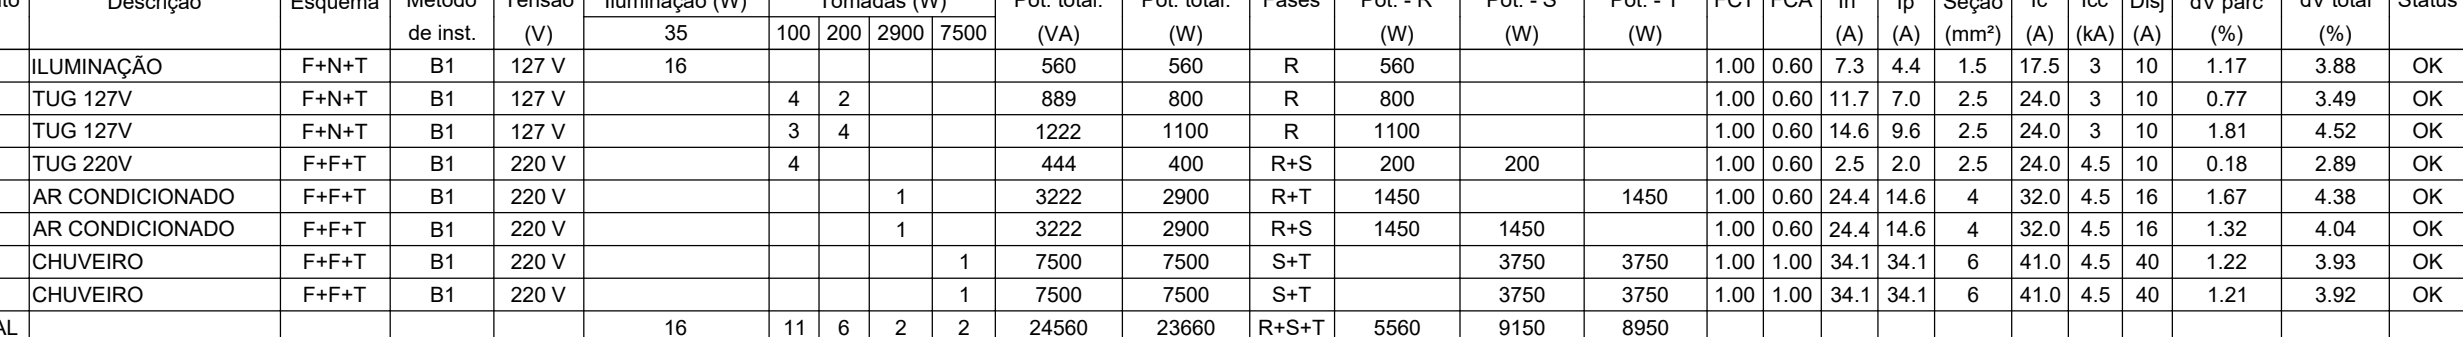 Descrição Esquema Método Tensão Iluminação (W) Tomadas (W) Pot. total. Pot. total. Fases Pot. - R Pot. - S Pot. - T FCT FCA In' Ip Seção Ic Icc Disj dV parc dV total Status
de inst. (V) 35 100 200 2900 7500 (VA) (W) (W) (W) (W) (A) (A) (mm²) (A) (kA) (A) (%) (%)
ILUMINAÇÃO F+N+T B1 127 V 16 560 560 R 560 1.00 0.60 7.3 4.4 1.5 17.5 3 10 1.17 3.88 OK
TUG 127V F+N+T B1 127 V 4 2 889 800 R 800 1.00 0.60 11.7 7.0 2.5 24.0 3 10 0.77 3.49 OK
TUG 127V F+N+T B1 127 V 3 4 1222 1100 R 1100 1.00 0.60 14.6 9.6 2.5 24.0 3 10 1.81 4.52 OK
TUG 220V F+F+T B1 220 V 4 444 400 R+S 200 200 1.00 0.60 2.5 2.0 2.5 24.0 4.5 10 0.18 2.89 OK
AR CONDICIONADO F+F+T B1 220 V 1 3222 2900 R+T 1450 1450 1.00 0.60 24.4 14.6 4 32.0 4.5 16 1.67 4.38 OK
AR CONDICIONADO F+F+T B1 220 V 1 3222 2900 R+S 1450 1450 1.00 0.60 24.4 14.6 4 32.0 4.5 16 1.32 4.04 OK
CHUVEIRO F+F+T B1 220 V 1 7500 7500 S+T 3750 3750 1.00 1.00 34.1 34.1 6 41.0 4.5 40 1.22 3.93 OK
CHUVEIRO F+F+T B1 220 V 1 7500 7500 S+T 3750 3750 1.00 1.00 34.1 34.1 6 41.0 4.5 40 1.21 3.92 OK
AL 16 11 6 2 2 24560 23660 R+S+T 5560 9150 8950